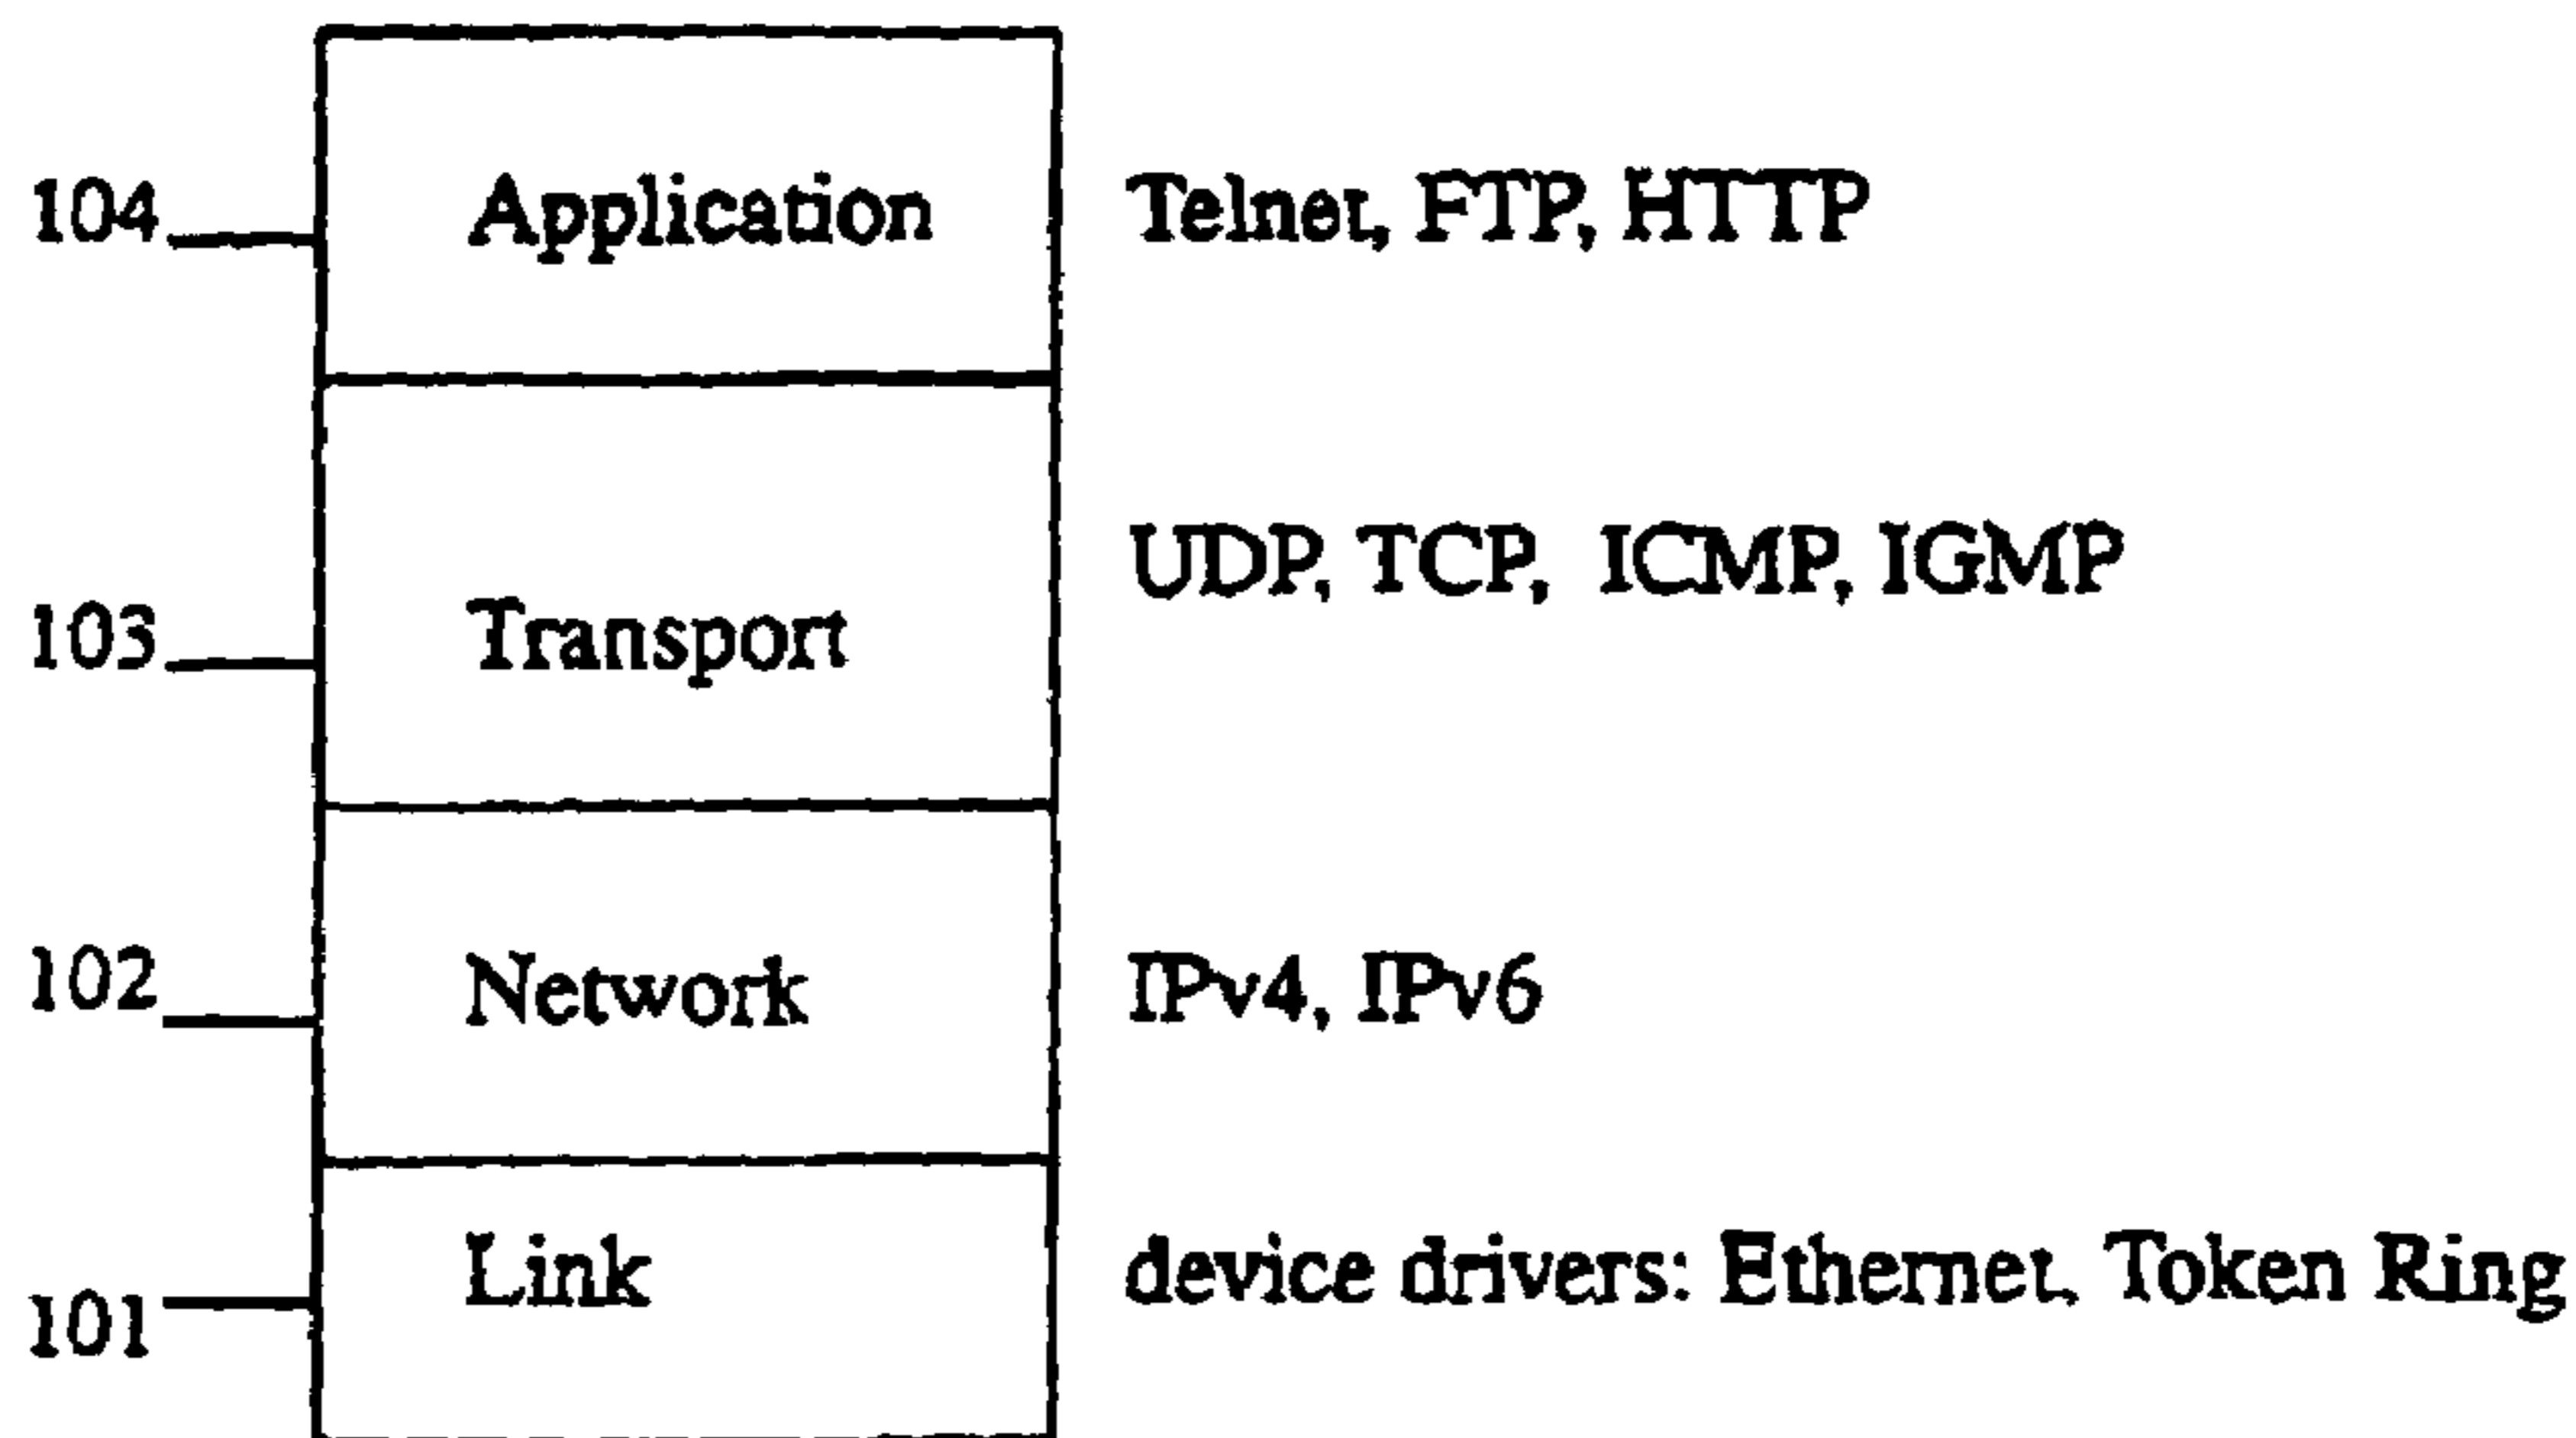 104 Application Telnet, FTP, HTTP
UDP, TCP, ICMP, IGMP
103 Transport
102 Network IPv4, IPv6
101 Link device drivers: Ethernet, Token Ring